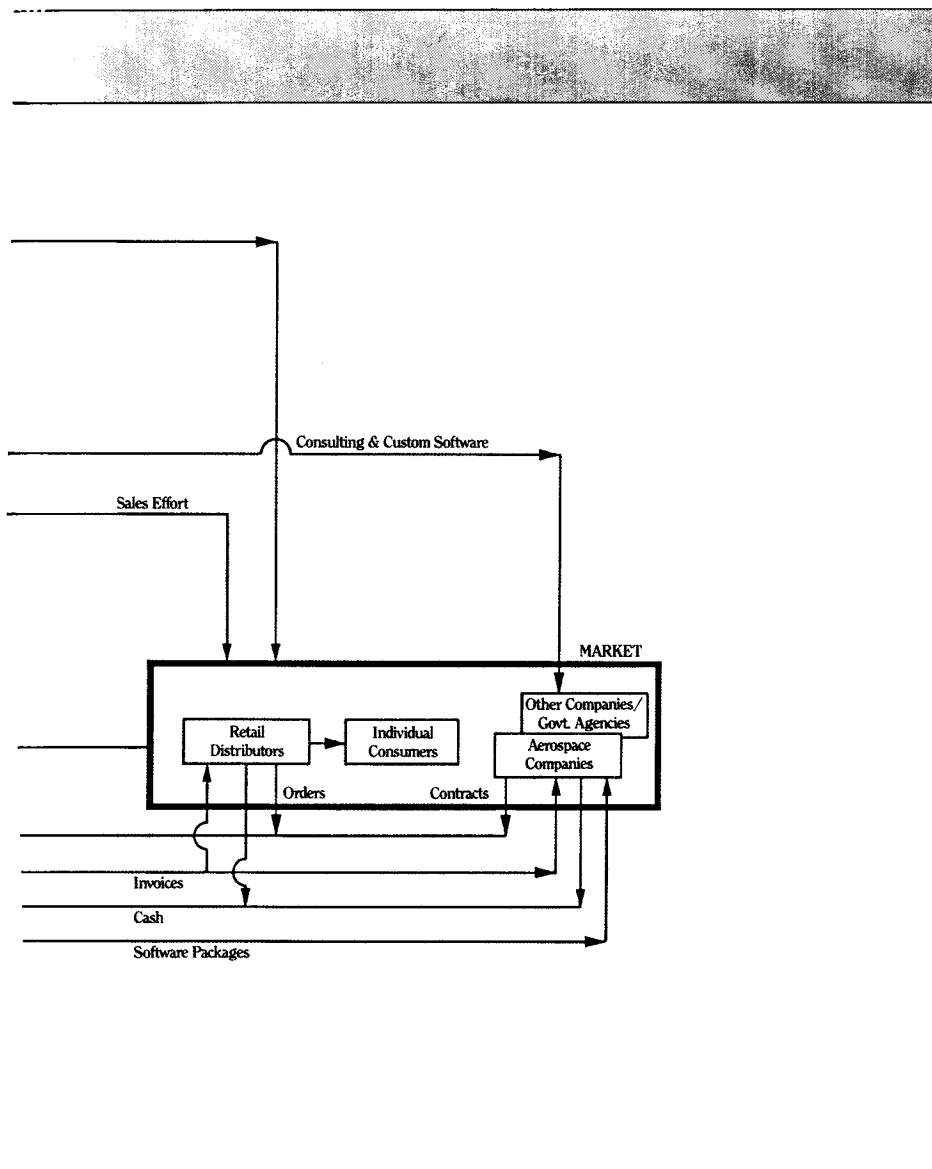 Consulting & Custom Software
Sales Effort
MARKET
Other Companies/
Govt. Agencies
Retail
Distributors
Individual
Consumers
Aerospace
Companies
Orders
Contracts
Invoices
Cash
Software Packages